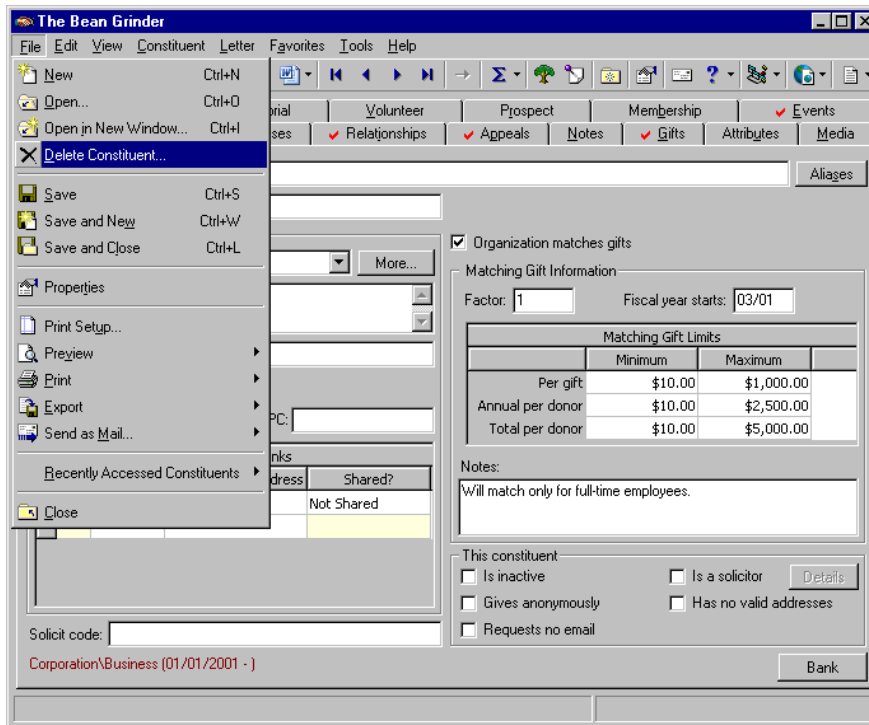 The Bean Grinder
File Edit View Constituent Letter Favorites Tools Help
New Ctrl+N
Open... Ctrl+O
Open in New Window... Ctrl+I
Delete Constituent...
Save Ctrl+S
Save and New Ctrl+W
Save and Close Ctrl+L
Properties
Print Setup...
Preview
Print
Export
Send as Mail...
Recently Accessed Constituents
Close
rial Volunteer Prospect Membership Events
es Relationships Appeals Notes Gifts Attributes Media
Aliases
More...
PC:
nks
dress Shared?
Not Shared
Solicit code:
Corporation\Business (01/01/2001 - )
Organization matches gifts
Matching Gift Information
Factor: 1 Fiscal year starts: 03/01
Matching Gift Limits
Minimum Maximum
Per gift $10.00 $1,000.00
Annual per donor $10.00 $2,500.00
Total per donor $10.00 $5,000.00
Notes:
Will match only for full-time employees.
This constituent
Is inactive Is a solicitor Details
Gives anonymously Has no valid addresses
Requests no email
Bank